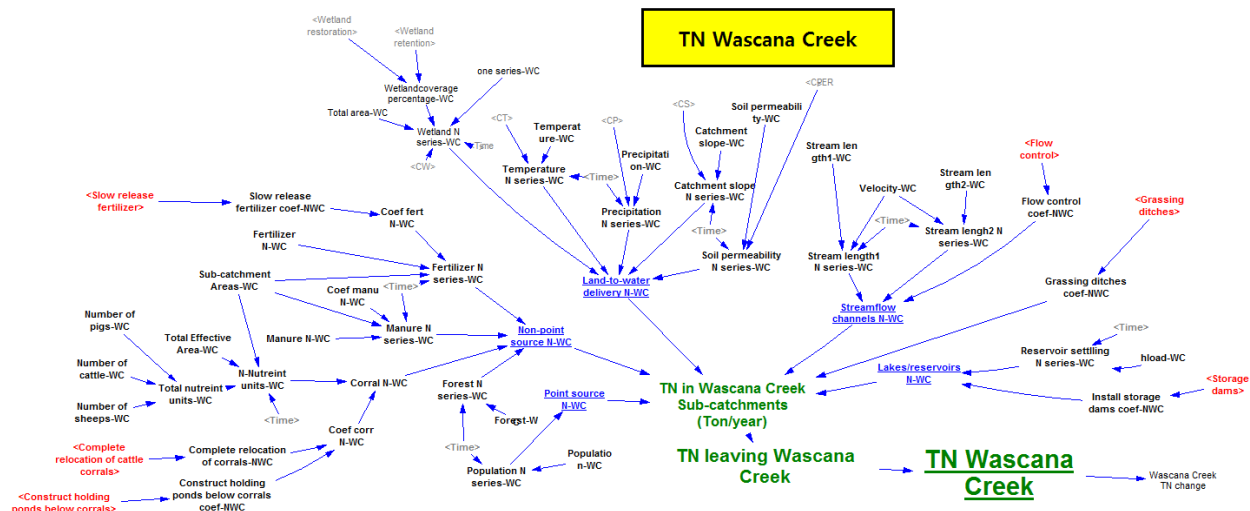 TN Wascana Creek
<Wetland
restoration>
<Wetland
retention>
one series-WC
Wetlandcoverage
percentage-WC
Total area-WC
Wetland N
series-WC
<Time
<CW>
<CT>
Temperat
ure-WC
Temperature
N series-WC
<Time>
<CP>
Precipitati
on-WC
Precipitation
N series-WC
<CS>
Catchment
slope-WC
Catchment slope
N series-WC
<Time>
Soil permeabili
ty-WC
<CPER
Soil permeability
N series-WC
Stream len
gth1-WC
Velocity-WC
Stream len
gth2-WC
<Time>
Stream lengh2 N
series-WC
Stream length1
N series-WC
<Flow
control>
Flow control
coef-NWC
<Grassing
ditches>
Grassing ditches
coef-NWC
<Slow release
fertilizer>
Slow release
fertilizer coef-NWC
Coef fert
N-WC
Fertilizer
N-WC
Sub-catchment
Areas-WC
Fertilizer N
series-WC
<Time>
Coef manu
N-WC
Manure N-WC
Manure N
series-WC
Land-to-water
delivery N-WC
Streamflow
channels N-WC
Number of
pigs-WC
Total Effective
Area-WC
Number of
cattle-WC
Number of
sheeps-WC
Total nutreint
units-WC
N-Nutreint
units-WC
<Time>
Corral N-WC
Non-point
source N-WC
Forest N
series-WC
Forest-W
Point source
N-WC
<Time>
Population N
series-WC
Populatio
n-WC
Coef corr
N-WC
<Complete
relocation of cattle
corrals>
Complete relocation
of corrals-NWC
<Construct holding
ponds below corrals>
Construct holding
ponds below corrals
coef-NWC
<Time>
Reservoir settlling
N series-WC
hload-WC
Lakes/reservoirs
N-WC
Install storage
dams coef-NWC
<Storage
dams>
TN in Wascana Creek
Sub-catchments
(Ton/year)
TN leaving Wascana
Creek
TN Wascana
Creek
Wascana Creek
TN change